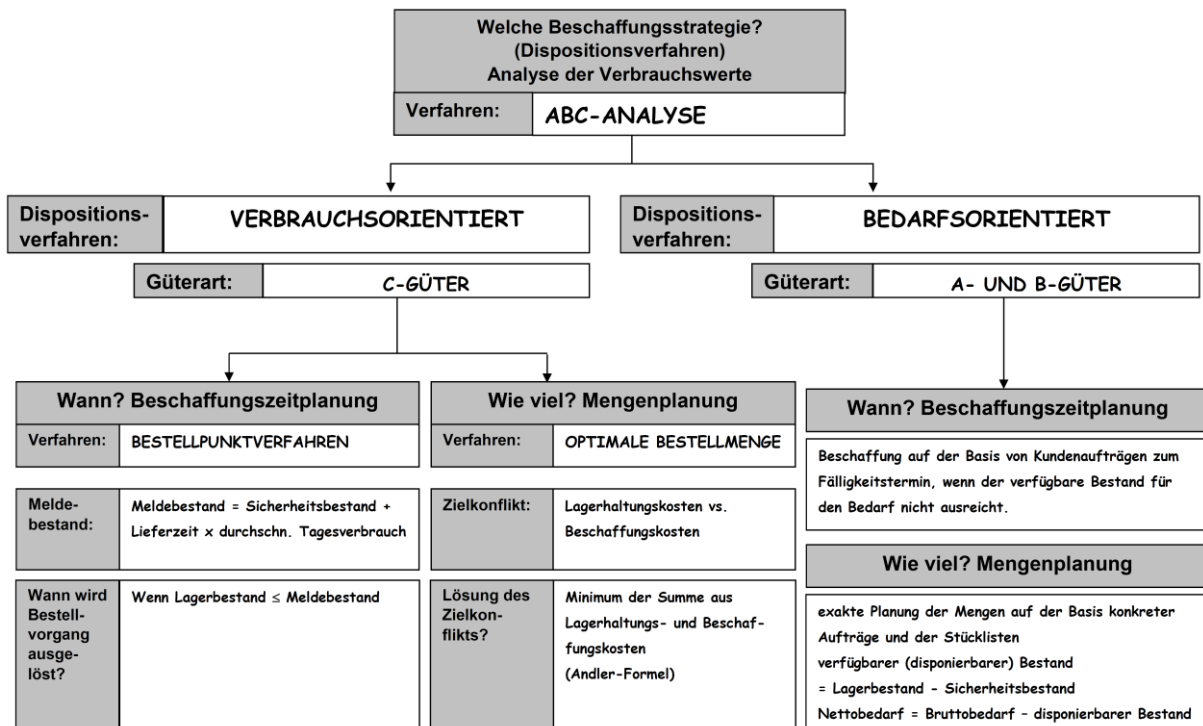 Welche Beschaffungsstrategie?
(Dispositionsverfahren)
Analyse der Verbrauchswerte
Verfahren:
ABC-ANALYSE
Dispositions-
verfahren:
VERBRAUCHSORIENTIERT
Güterart:
C-GÜTER
Dispositions-
verfahren:
BEDARFSORIENTIERT
Güterart:
A- UND B-GÜTER
Wann? Beschaffungszeitplanung
Verfahren:
BESTELLPUNKTVERFAHREN
Melde-
bestand:
Meldebestand = Sicherheitsbestand +
Lieferzeit x durchschn. Tagesverbrauch
Wann wird
Bestell-
vorgang
ausge-
löst?
Wenn Lagerbestand ≤ Meldebestand
Wie viel? Mengenplanung
Verfahren:
OPTIMALE BESTELLMENGE
Zielkonflikt:
Lagerhaltungskosten vs.
Beschaffungskosten
Lösung des
Zielkon-
flikts?
Minimum der Summe aus
Lagerhaltungs- und Beschaf-
fungskosten
(Andler-Formel)
Wann? Beschaffungszeitplanung
Beschaffung auf der Basis von Kundenaufträgen zum
Fälligkeitstermin, wenn der verfügbare Bestand für
den Bedarf nicht ausreicht.
Wie viel? Mengenplanung
exakte Planung der Mengen auf der Basis konkreter
Aufträge und der Stücklisten
verfügbarer (disponierbarer) Bestand
= Lagerbestand - Sicherheitsbestand
Nettobedarf = Bruttobedarf - disponierbarer Bestand